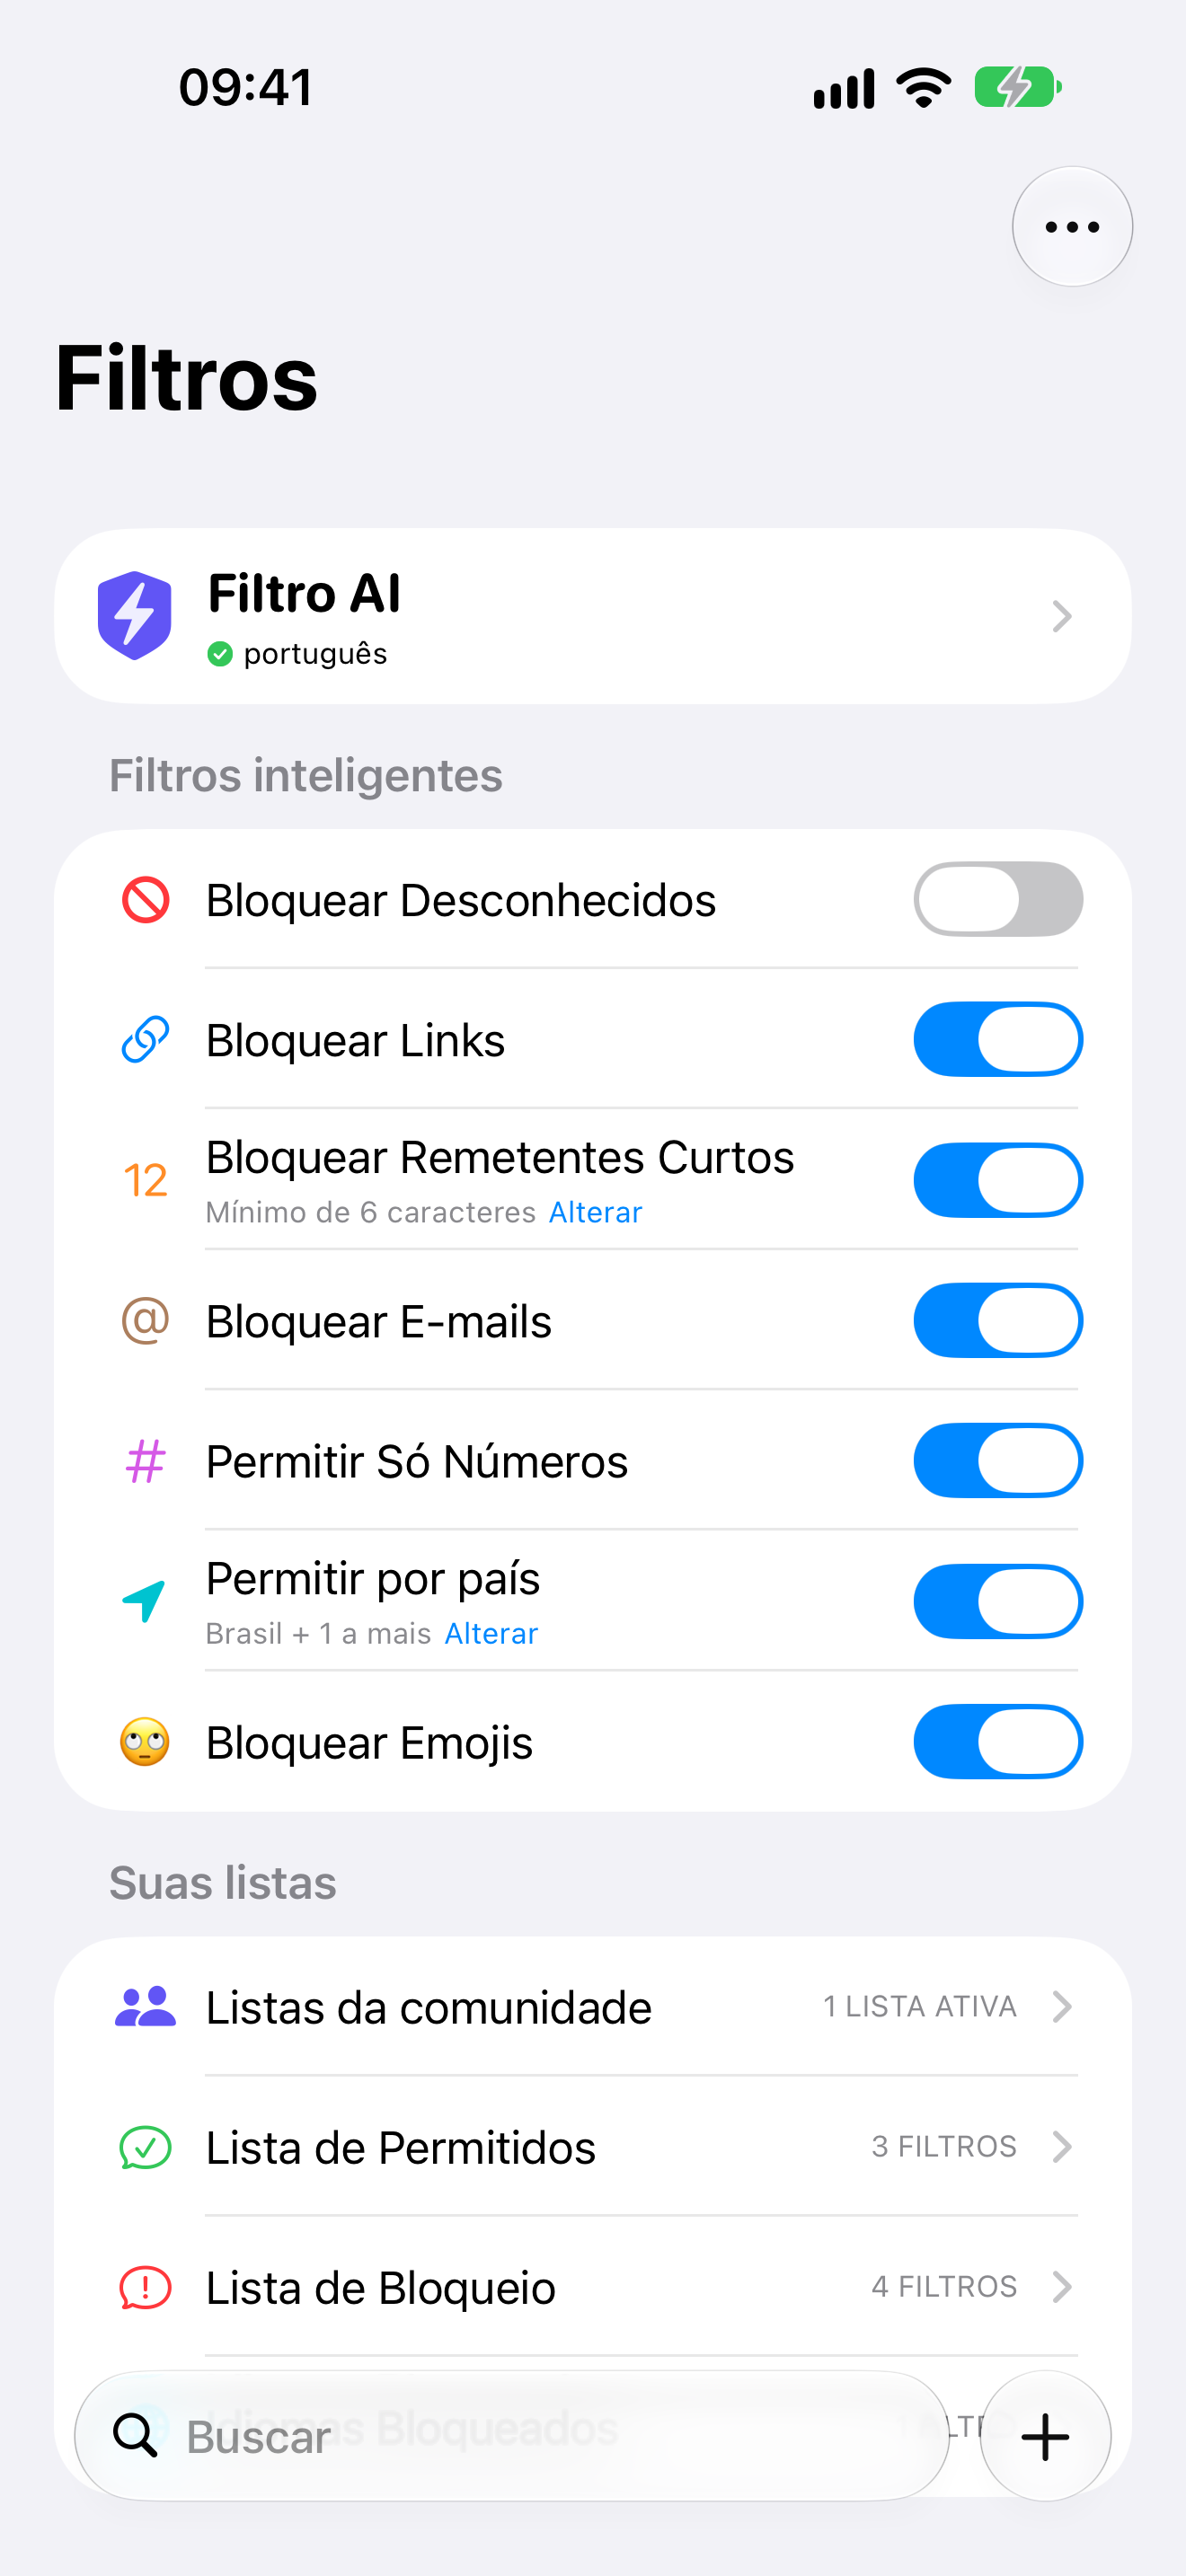 09:41
Filtros
Filtro AI
português
Filtros inteligentes
Bloquear Desconhecidos
Bloquear Links
12
Bloquear Remetentes Curtos
Mínimo de 6 caracteres Alterar
@
Bloquear E-mails
#
Permitir Só Números
Permitir por país
Brasil + 1 a mais Alterar
Bloquear Emojis
Suas listas
Listas da comunidade 1 LISTA ATIVA
Lista de Permitidos 3 FILTROS
Lista de Bloqueio 4 FILTROS
Idiomas Bloqueados
Buscar